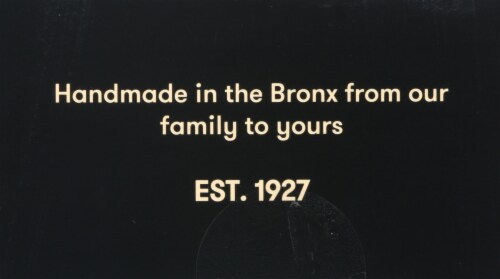 Handmade in the Bronx from our
family to yours
EST. 1927